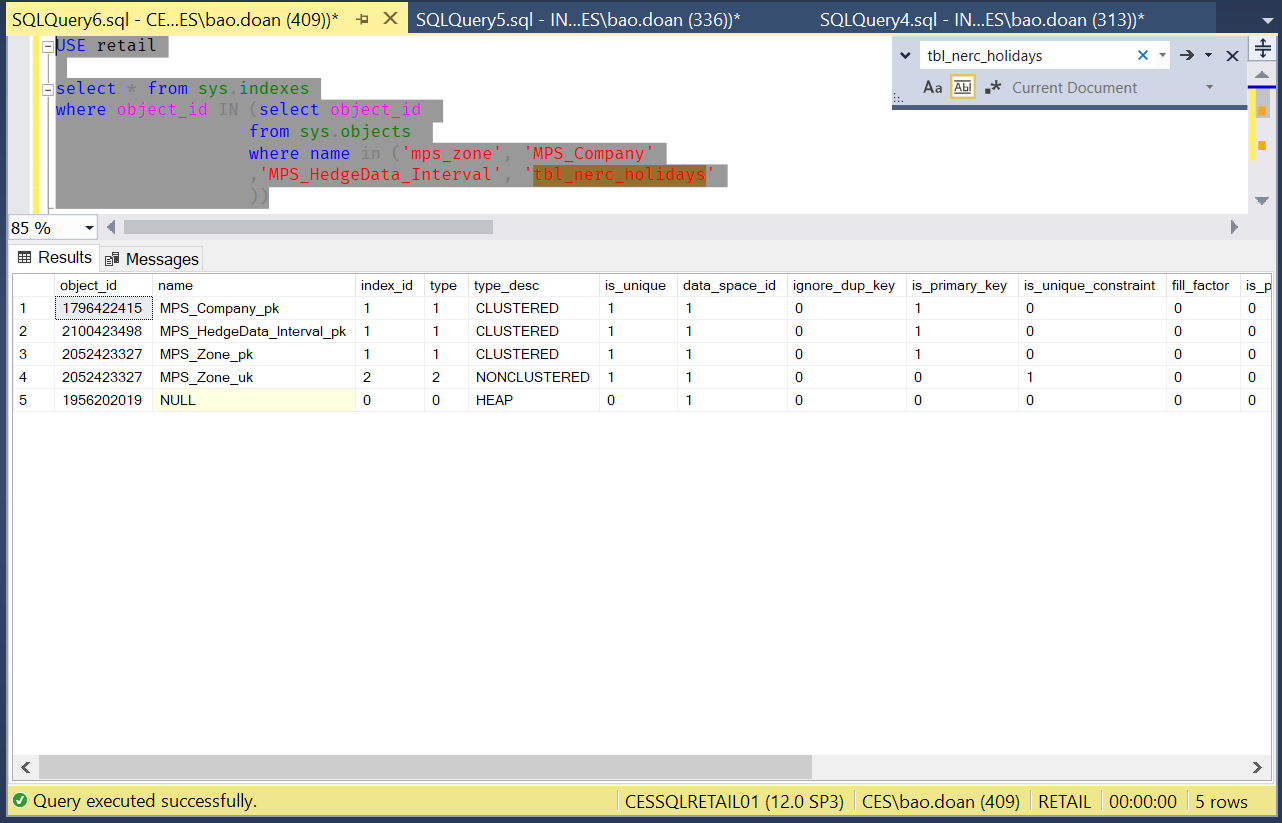 SQLQuery6.sql - CE...ES\bao.doan (409))* SQLQuery5.sql - IN...ES\bao.doan (336))* SQLQuery4.sql - IN...ES\bao.doan (313))*
USE retail
tbl_nerc_holidays
Aa Abl .* Current Document
select * from sys.indexes
where object_id IN (select object_id
from sys.objects
where name in ('mps_zone', 'MPS_Company'
,'MPS_HedgeData_Interval', 'tbl_nerc_holidays'
))
85 %
Results Messages
object_id name index_id type type_desc is_unique data_space_id ignore_dup_key is_primary_key is_unique_constraint fill_factor is_p
1 1796422415 MPS_Company_pk 1 1 CLUSTERED 1 1 0 1 0 0 0
2 2100423498 MPS_HedgeData_Interval_pk 1 1 CLUSTERED 1 1 0 1 0 0 0
3 2052423327 MPS_Zone_pk 1 1 CLUSTERED 1 1 0 1 0 0 0
4 2052423327 MPS_Zone_uk 2 2 NONCLUSTERED 1 1 0 0 1 0 0
5 1956202019 NULL 0 0 HEAP 0 1 0 0 0 0 0
Query executed successfully. CESSQLRETAIL01 (12.0 SP3) CES\bao.doan (409) RETAIL 00:00:00 5 rows